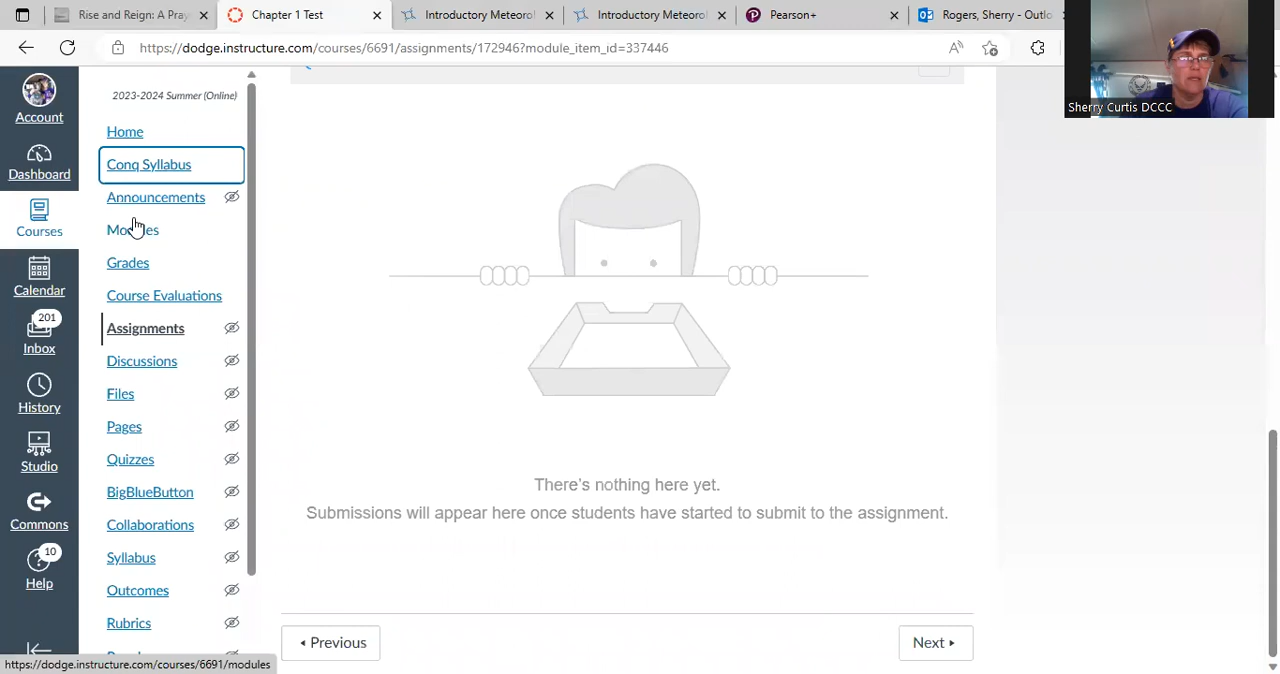 Rise and Reign: A Pray
Chapter 1 Test
Introductory Meteorol
Introductory Meteorol
Pearson+
Rogers, Sherry - Outlo
https://dodge.instructure.com/courses/6691/assignments/172946?module_item_id=337446
Sherry Curtis DCCC
Account
Dashboard
Courses
Calendar
201
Inbox
History
Studio
Commons
10
Help
2023-2024 Summer (Online)
Home
Conq Syllabus
Announcements
Modules
Grades
Course Evaluations
Assignments
Discussions
Files
Pages
Quizzes
BigBlueButton
Collaborations
Syllabus
Outcomes
Rubrics
There's nothing here yet.
Submissions will appear here once students have started to submit to the assignment.
Previous
Next
https://dodge.instructure.com/courses/6691/modules